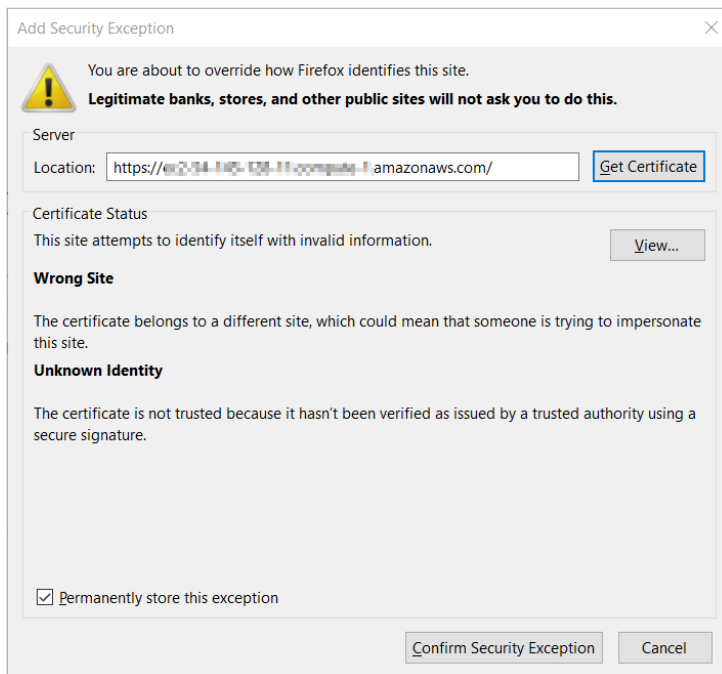 Add Security Exception
You are about to override how Firefox identifies this site.
Legitimate banks, stores, and other public sites will not ask you to do this.
Server
Location: https:// amazonaws.com/ Get Certificate
Certificate Status
This site attempts to identify itself with invalid information. View...
Wrong Site
The certificate belongs to a different site, which could mean that someone is trying to impersonate
this site.
Unknown Identity
The certificate is not trusted because it hasn't been verified as issued by a trusted authority using a
secure signature.
Permanently store this exception
Confirm Security Exception Cancel